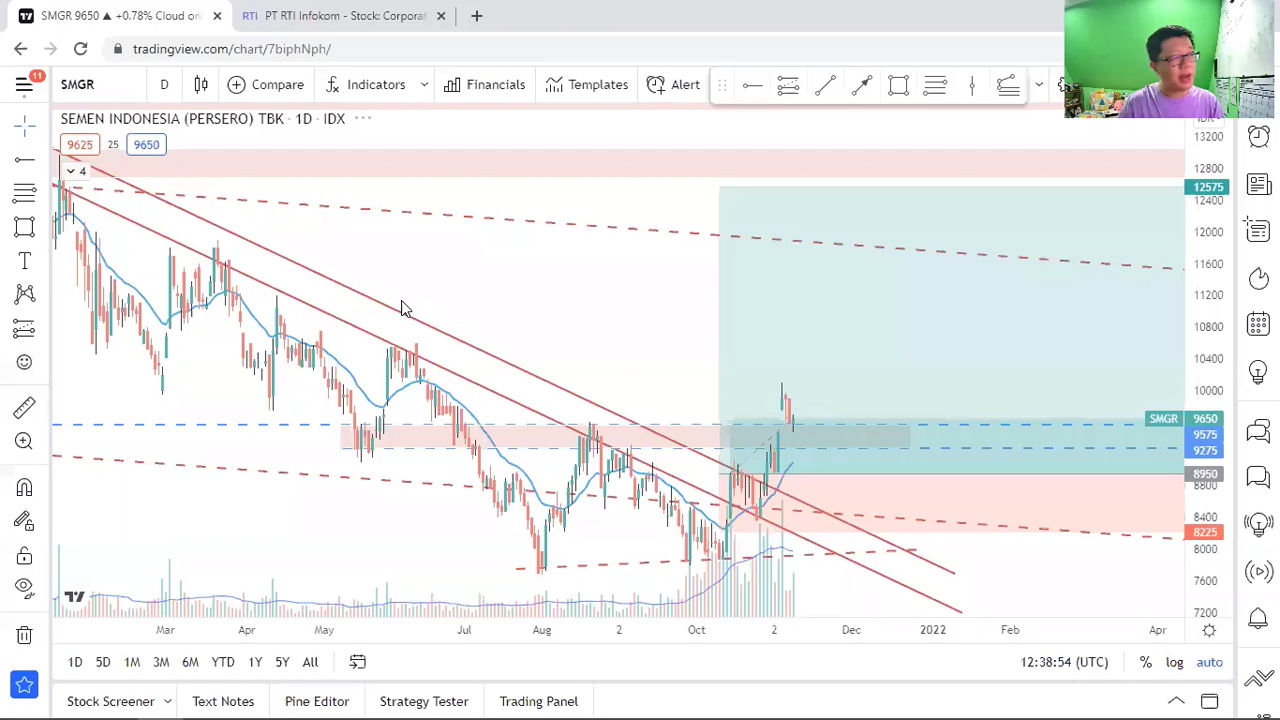 SMGR 9650 ▲ +0.78% Cloud on
RTI PT RTI Infokom - Stock: Corporat
tradingview.com/chart/7biphNph/
11
SMGR
D
Compare
Indicators
Financials
Templates
Alert
SEMEN INDONESIA (PERSERO) TBK · 1D · IDX
9625 25 9650
4
13200
12800
12575
12400
12000
11600
11200
10800
10400
10000
SMGR 9650
9575
9275
8950
8800
8400
8225
8000
7600
7200
Mar Apr May Jul Aug 2 Oct 2 Dec 2022 Feb Apr
1D 5D 1M 3M 6M YTD 1Y 5Y All
12:38:54 (UTC) % log auto
Stock Screener Text Notes Pine Editor Strategy Tester Trading Panel